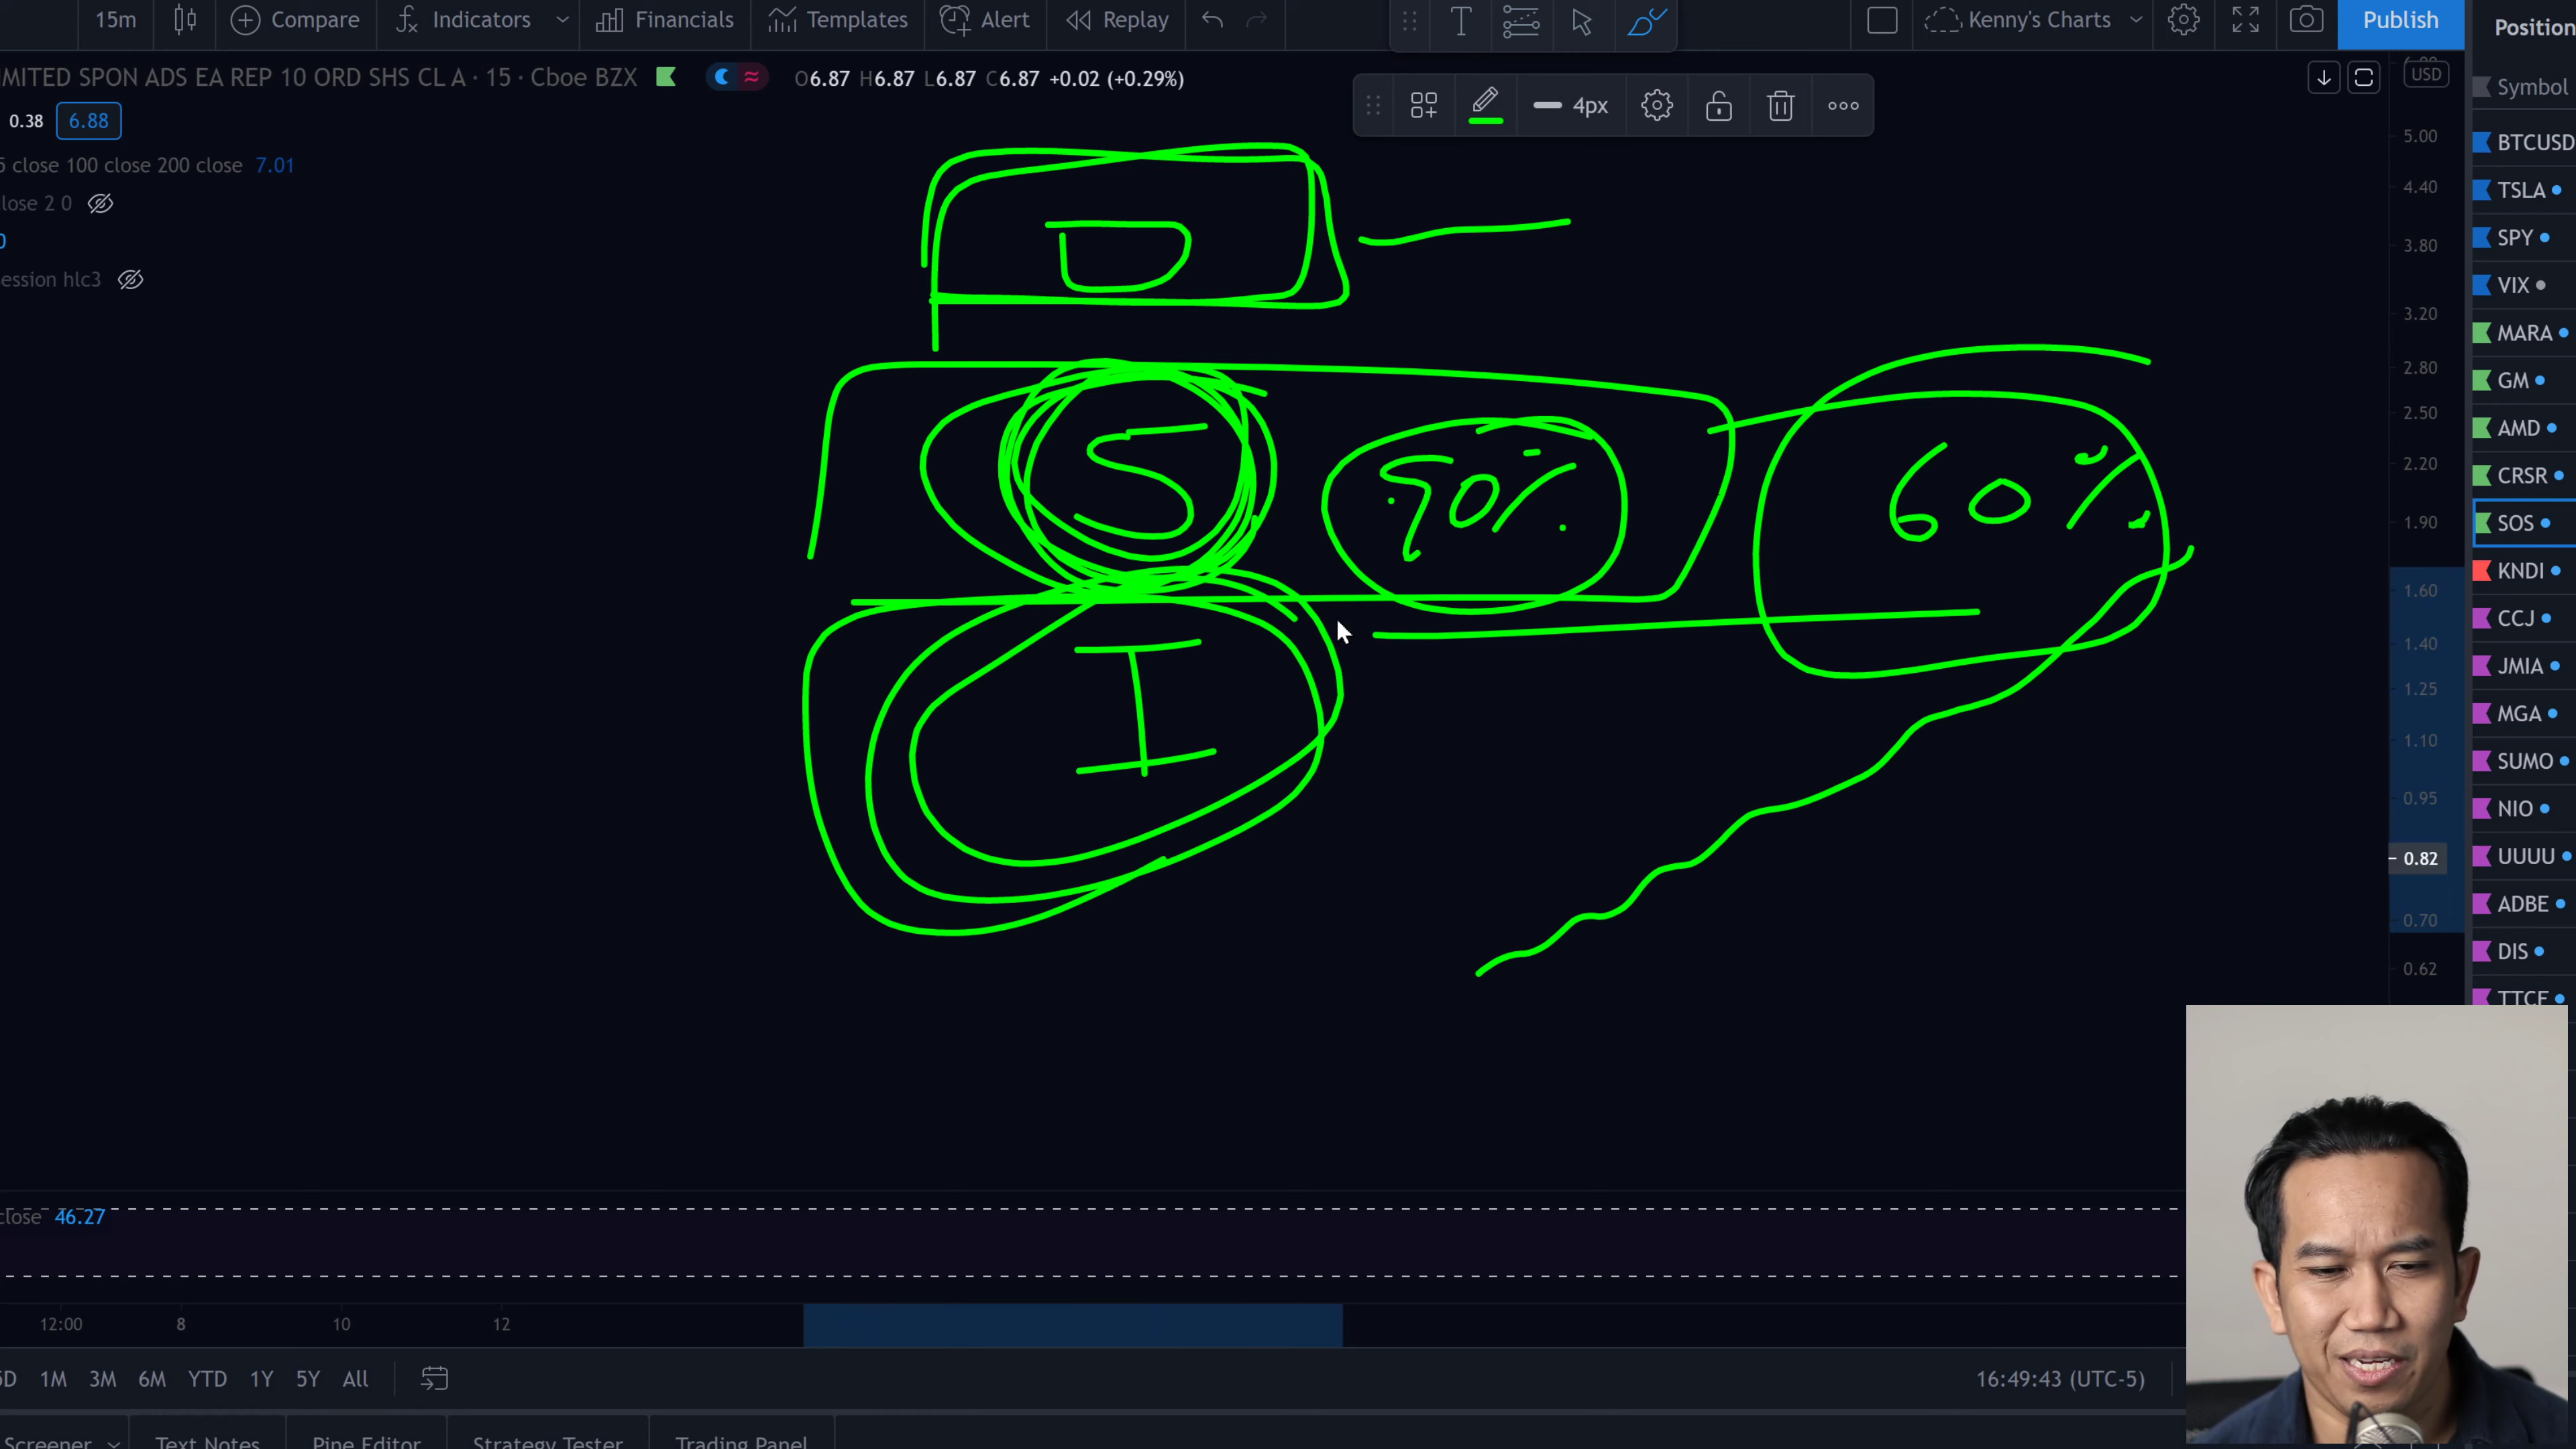 15m Compare Indicators Financials Templates Alert Replay Kenny's Charts Publish
Position
IMITED SPON ADS EA REP 10 ORD SHS CL A · 15 · Cboe BZX O6.87 H6.87 L6.87 C6.87 +0.02 (+0.29%)
USD
Symbol
0.38 6.88
4px
5 close 100 close 200 close 7.01
lose 2 0
0
ession hlc3
D
S 90% 60%
I
5.00
4.40
3.80
3.20
2.80
2.50
2.20
1.90
1.60
1.40
1.25
1.10
0.95
0.82
0.70
0.62
BTCUSD
TSLA
SPY
VIX
MARA
GM
AMD
CRSR
SOS
KNDI
CCJ
JMIA
MGA
SUMO
NIO
UUUU
ADBE
DIS
TTCF
close 46.27
12:00 8 10 12
5D 1M 3M 6M YTD 1Y 5Y All 16:49:43 (UTC-5)
Screener Text Notes Pine Editor Strategy Tester Trading Panel